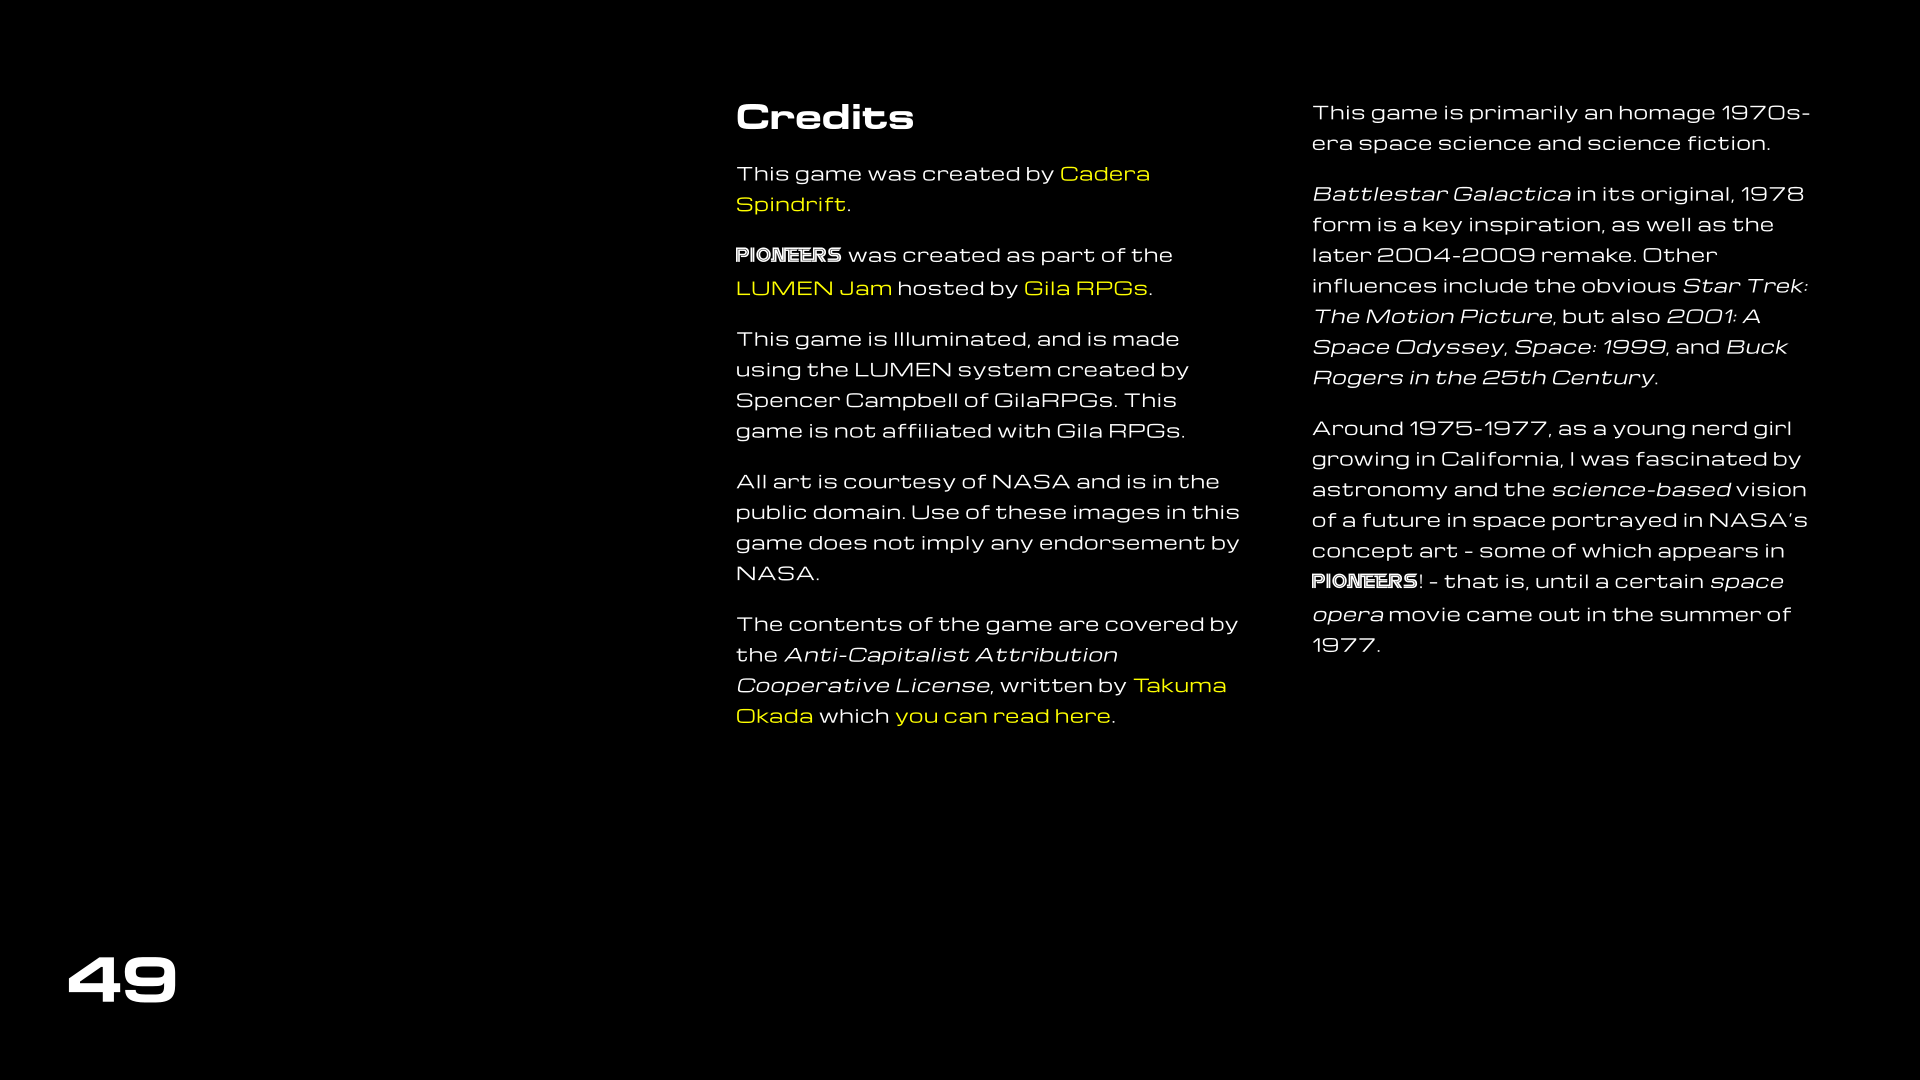 Credits
This game was created by Cadera
Spindrift.
PIONEERS was created as part of the
LUMEN Jam hosted by Gila RPGs.
This game is Illuminated, and is made
using the LUMEN system created by
Spencer Campbell of GilaRPGs. This
game is not affiliated with Gila RPGs.
All art is courtesy of NASA and is in the
public domain. Use of these images in this
game does not imply any endorsement by
NASA.
The contents of the game are covered by
the Anti-Capitalist Attribution
Cooperative License, written by Takuma
Okada which you can read here.
This game is primarily an homage 1970s-
era space science and science fiction.
Battlestar Galactica in its original, 1978
form is a key inspiration, as well as the
later 2004-2009 remake. Other
influences include the obvious Star Trek:
The Motion Picture, but also 2001: A
Space Odyssey, Space: 1999, and Buck
Rogers in the 25th Century.
Around 1975-1977, as a young nerd girl
growing in California, I was fascinated by
astronomy and the science-based vision
of a future in space portrayed in NASA's
concept art - some of which appears in
PIONEERS! - that is, until a certain space
opera movie came out in the summer of
1977.
49